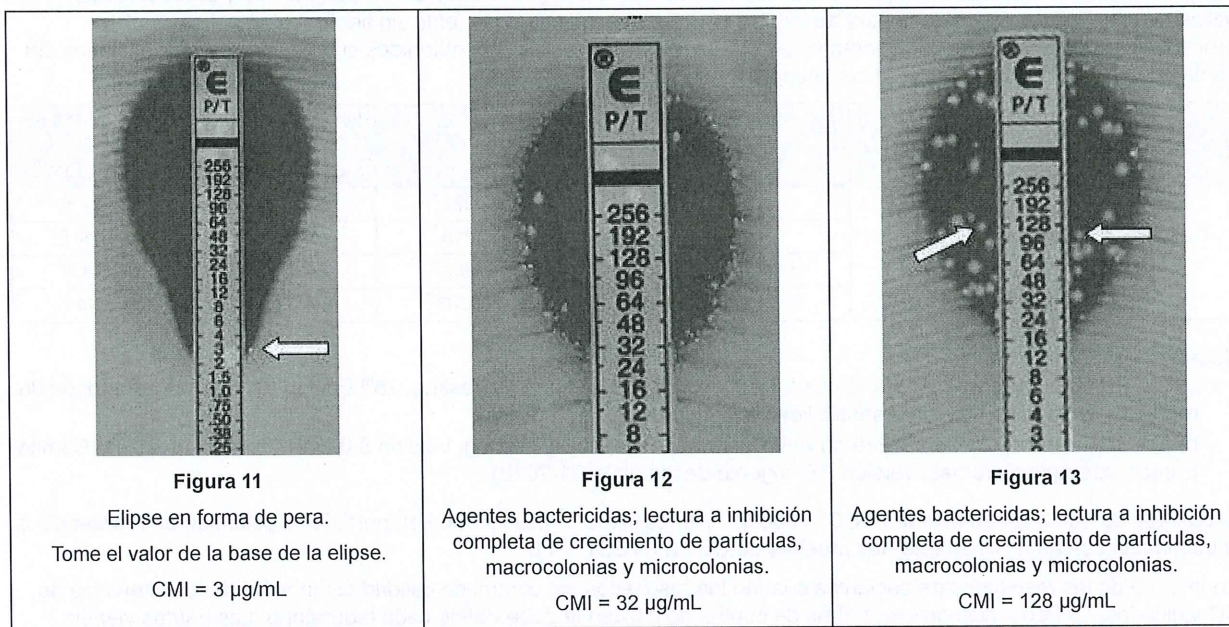 ®
E
P/T
256
192
128
96
64
48
32
24
16
12
8
6
4
3
2
1.5
1.0
.75
.50
.38
.25
Figura 11
Elipse en forma de pera.
Tome el valor de la base de la elipse.
CMI = 3 µg/mL
®
E
P/T
256
192
128
96
64
48
32
24
16
12
8
Figura 12
Agentes bactericidas; lectura a inhibición
completa de crecimiento de partículas,
macrocolonias y microcolonias.
CMI = 32 µg/mL
®
E
P/T
256
192
128
96
64
48
32
24
16
12
8
6
4
3
Figura 13
Agentes bactericidas; lectura a inhibición
completa de crecimiento de partículas,
macrocolonias y microcolonias.
CMI = 128 µg/mL